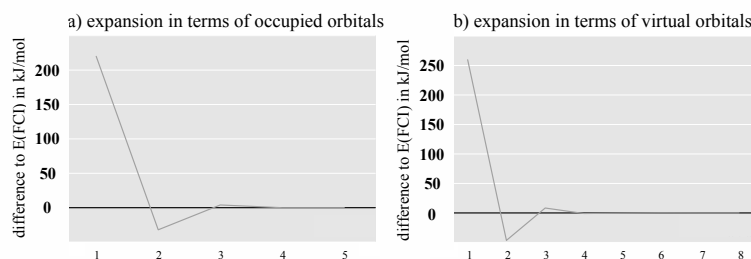 a) expansion in terms of occupied orbitals
difference to E(FCI) in kJ/mol
200
150
100
50
0
1 2 3 4 5
b) expansion in terms of virtual orbitals
difference to E(FCI) in kJ/mol
250
200
150
100
50
0
1 2 3 4 5 6 7 8